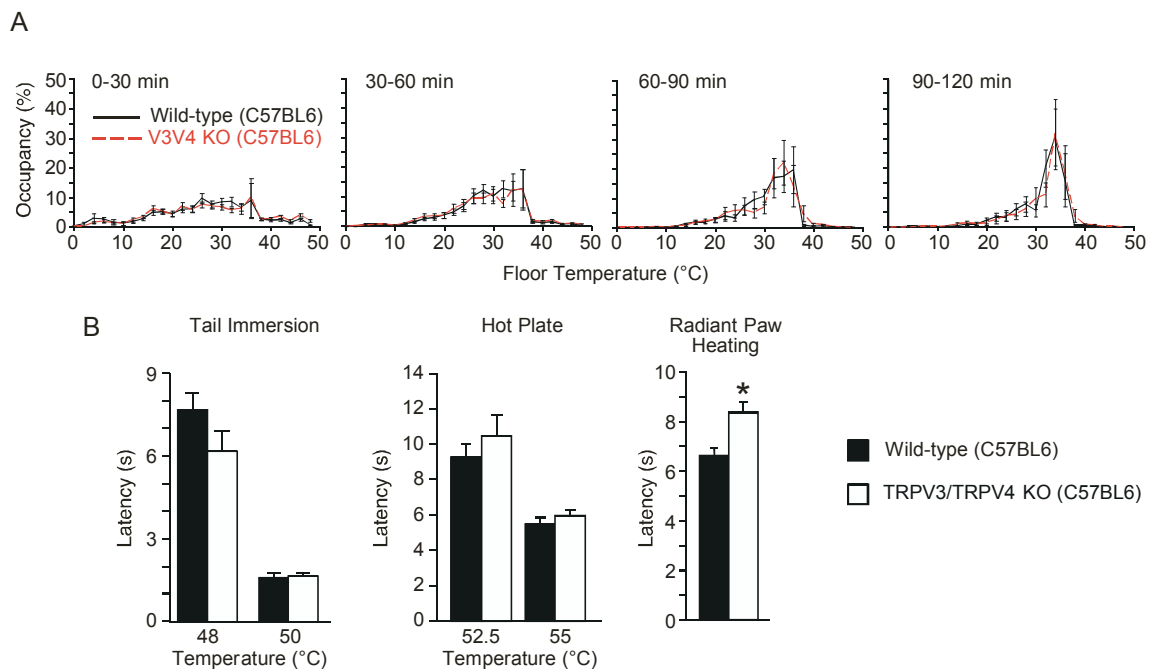 A
0-30 min
30-60 min
60-90 min
90-120 min
Wild-type (C57BL6)
V3V4 KO (C57BL6)
Occupancy (%)
50
40
30
20
10
0
0 10 20 30 40 50
0 10 20 30 40 50
0 10 20 30 40 50
0 10 20 30 40 50
Floor Temperature (°C)
B
Tail Immersion
Latency (s)
9
6
3
0
48 50
Temperature (°C)
Hot Plate
Latency (s)
14
12
10
8
6
4
2
0
52.5 55
Temperature (°C)
Radiant Paw
Heating
Latency (s)
10
8
6
4
2
0
*
Wild-type (C57BL6)
TRPV3/TRPV4 KO (C57BL6)